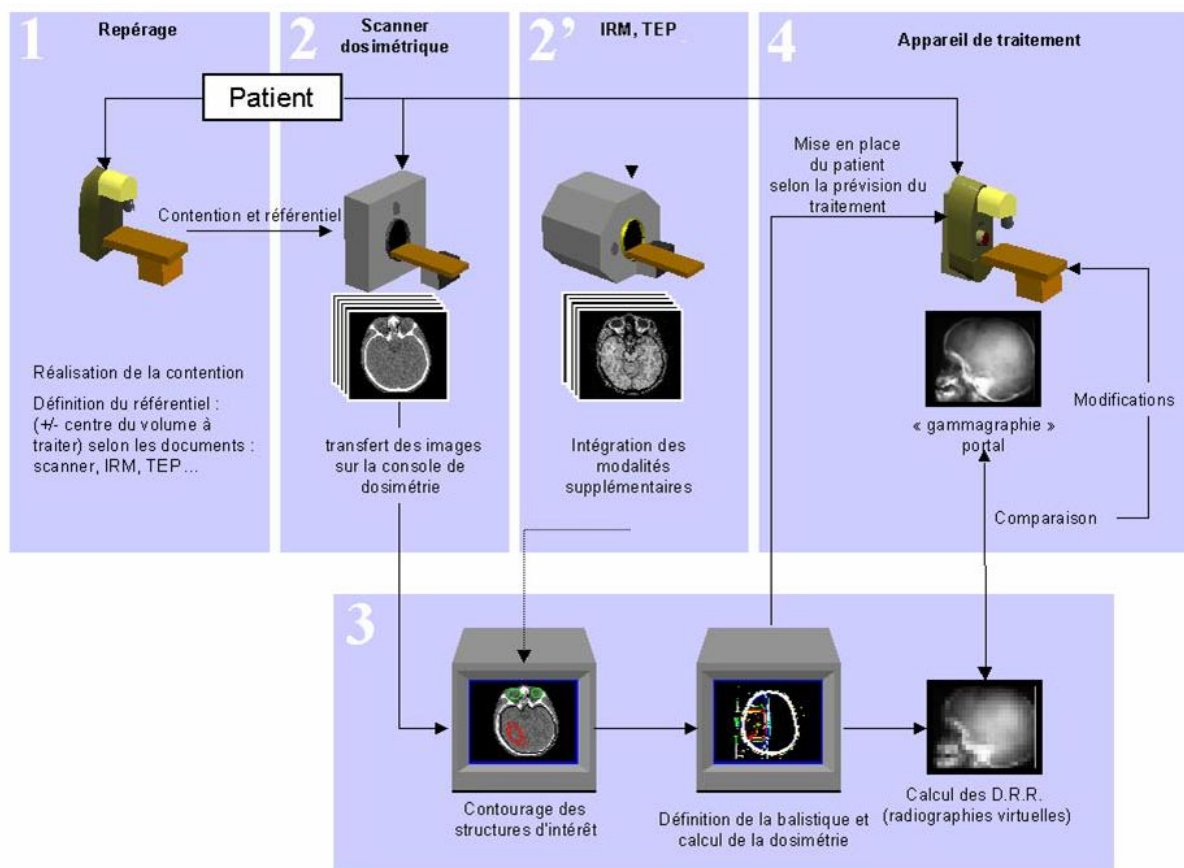 1
Repérage
2
Scanner
dosimétrique
2’
IRM, TEP
4
Appareil de traitement
Patient
Contention et référentiel
Mise en place
du patient
selon la prévision du
traitement
Réalisation de la contention
Définition du référentiel :
(+/- centre du volume à
traiter) selon les documents :
scanner, IRM, TEP...
transfert des images
sur la console de
dosimétrie
Intégration des
modalités
supplémentaires
« gammagraphie »
portal
Modifications
Comparaison
3
Contourage des
structures d'intérêt
Définition de la balistique et
calcul de la dosimétrie
Calcul des D.R.R.
(radiographies virtuelles)